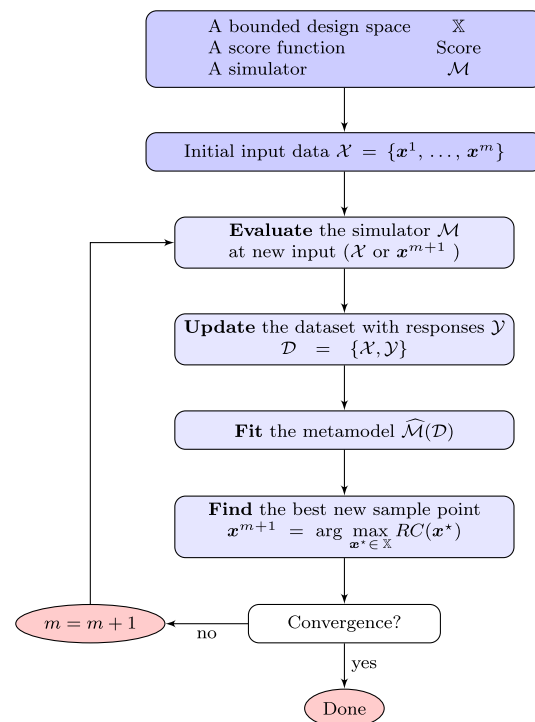 A bounded design space 𝕏
A score function Score
A simulator ℳ
Initial input data 𝒳 = {𝒙¹, …, 𝒙ᵐ}
Evaluate the simulator ℳ
at new input (𝒳 or 𝒙ᵐ⁺¹ )
Update the dataset with responses 𝒴
𝒟 = {𝒳, 𝒴}
Fit the metamodel ℳ̂(𝒟)
Find the best new sample point
𝒙ᵐ⁺¹ = arg max RC(𝒙⋆)
𝒙⋆∈𝕏
Convergence?
no
m = m + 1
yes
Done